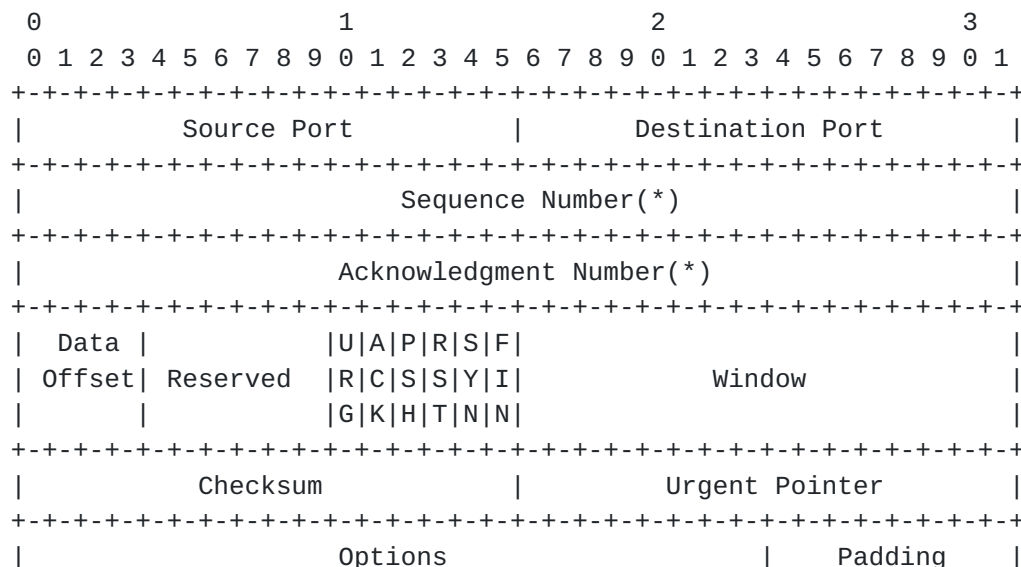 0                   1                   2                   3
 0 1 2 3 4 5 6 7 8 9 0 1 2 3 4 5 6 7 8 9 0 1 2 3 4 5 6 7 8 9 0 1
+-+-+-+-+-+-+-+-+-+-+-+-+-+-+-+-+-+-+-+-+-+-+-+-+-+-+-+-+-+-+-+-+
|          Source Port          |       Destination Port        |
+-+-+-+-+-+-+-+-+-+-+-+-+-+-+-+-+-+-+-+-+-+-+-+-+-+-+-+-+-+-+-+-+
|                        Sequence Number(*)                     |
+-+-+-+-+-+-+-+-+-+-+-+-+-+-+-+-+-+-+-+-+-+-+-+-+-+-+-+-+-+-+-+-+
|                    Acknowledgment Number(*)                   |
+-+-+-+-+-+-+-+-+-+-+-+-+-+-+-+-+-+-+-+-+-+-+-+-+-+-+-+-+-+-+-+-+
|  Data |           |U|A|P|R|S|F|                               |
| Offset| Reserved  |R|C|S|S|Y|I|            Window             |
|       |           |G|K|H|T|N|N|                               |
+-+-+-+-+-+-+-+-+-+-+-+-+-+-+-+-+-+-+-+-+-+-+-+-+-+-+-+-+-+-+-+-+
|           Checksum            |         Urgent Pointer        |
+-+-+-+-+-+-+-+-+-+-+-+-+-+-+-+-+-+-+-+-+-+-+-+-+-+-+-+-+-+-+-+-+
|                    Options                    |    Padding    |